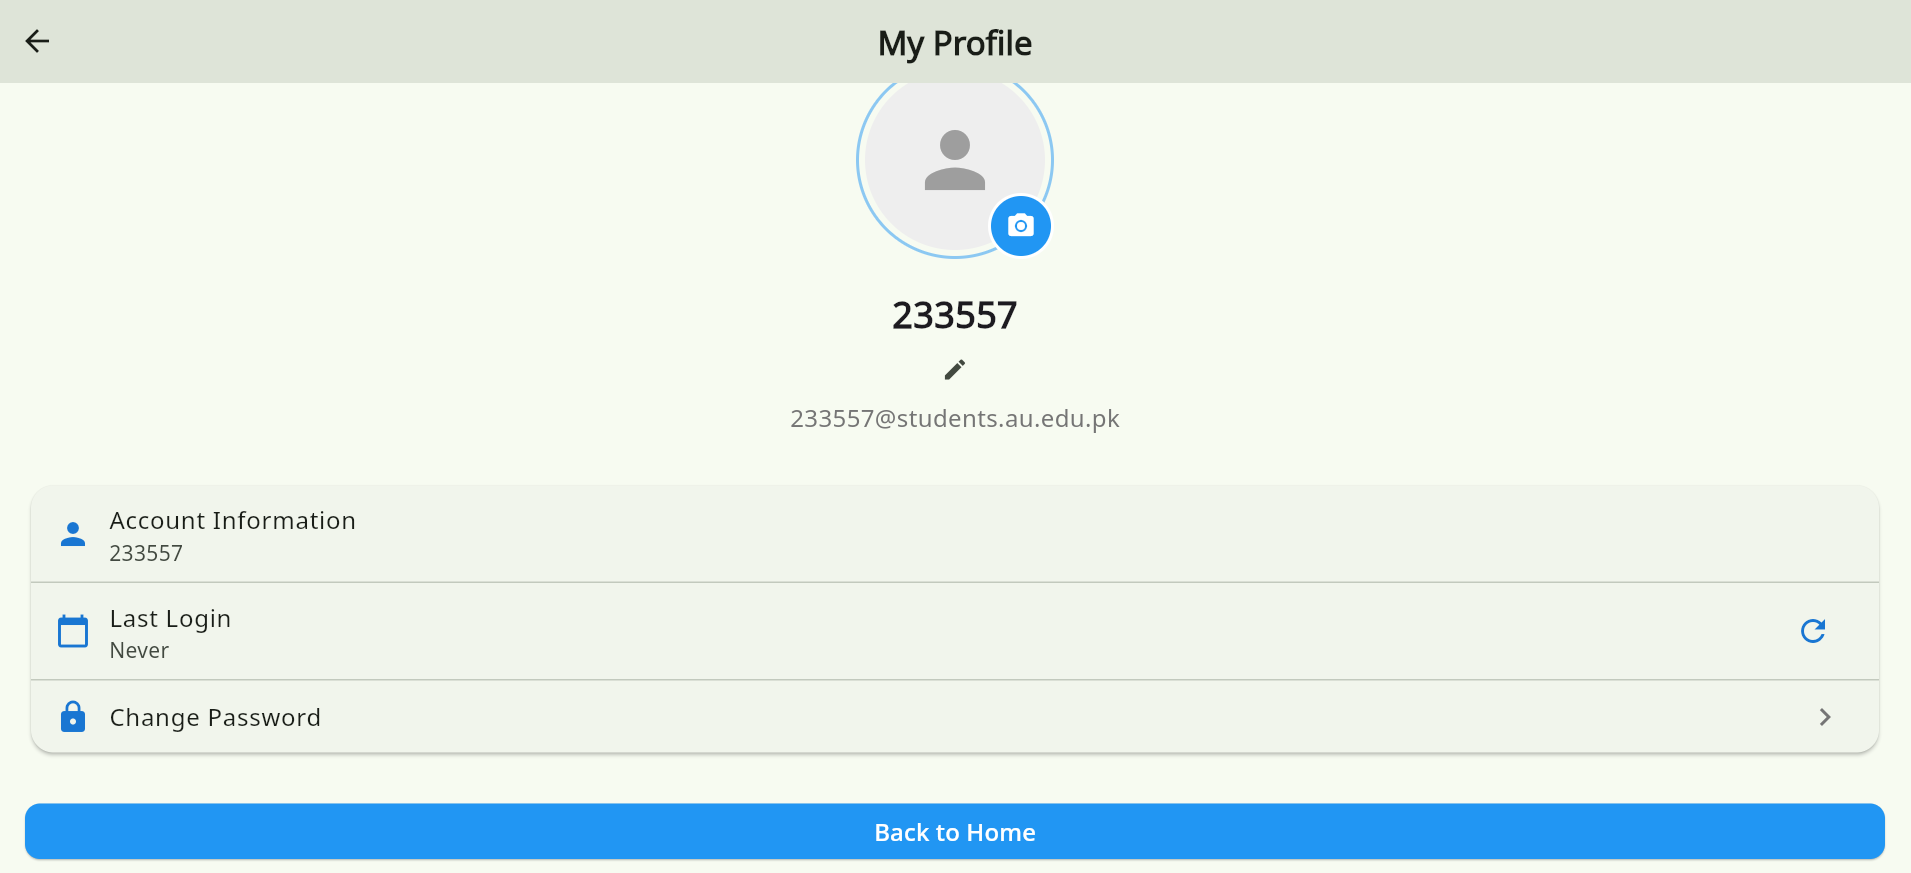 My Profile
233557
233557@students.au.edu.pk
Account Information
233557
Last Login
Never
Change Password
Back to Home